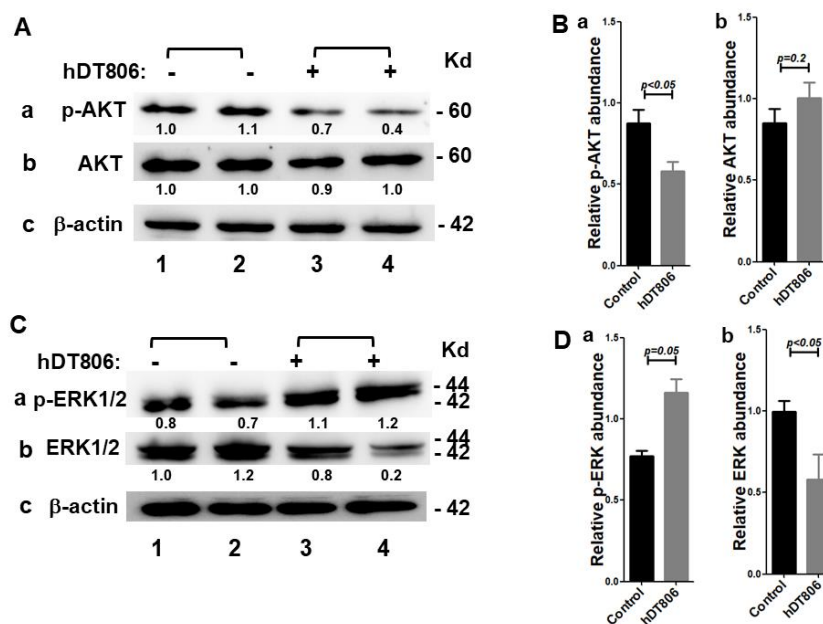 A
hDT806: - - + + Kd
a p-AKT - 60
1.0 1.1 0.7 0.4
b AKT - 60
1.0 1.0 0.9 1.0
c β-actin - 42
1 2 3 4
B a
Relative p-AKT abundance
1.5
1.0
0.5
0.0
p<0.05
Control
hDT806
b
Relative AKT abundance
1.5
1.0
0.5
0.0
p=0.2
Control
hDT806
C
hDT806: - - + + Kd
a p-ERK1/2 - 44
- 42
0.8 0.7 1.1 1.2
b ERK1/2 - 44
- 42
1.0 1.2 0.8 0.2
c β-actin - 42
1 2 3 4
D a
Relative p-ERK abundance
1.5
1.0
0.5
0.0
p=0.05
Control
hDT806
b
Relative ERK abundance
1.5
1.0
0.5
0.0
p<0.05
Control
hDT806